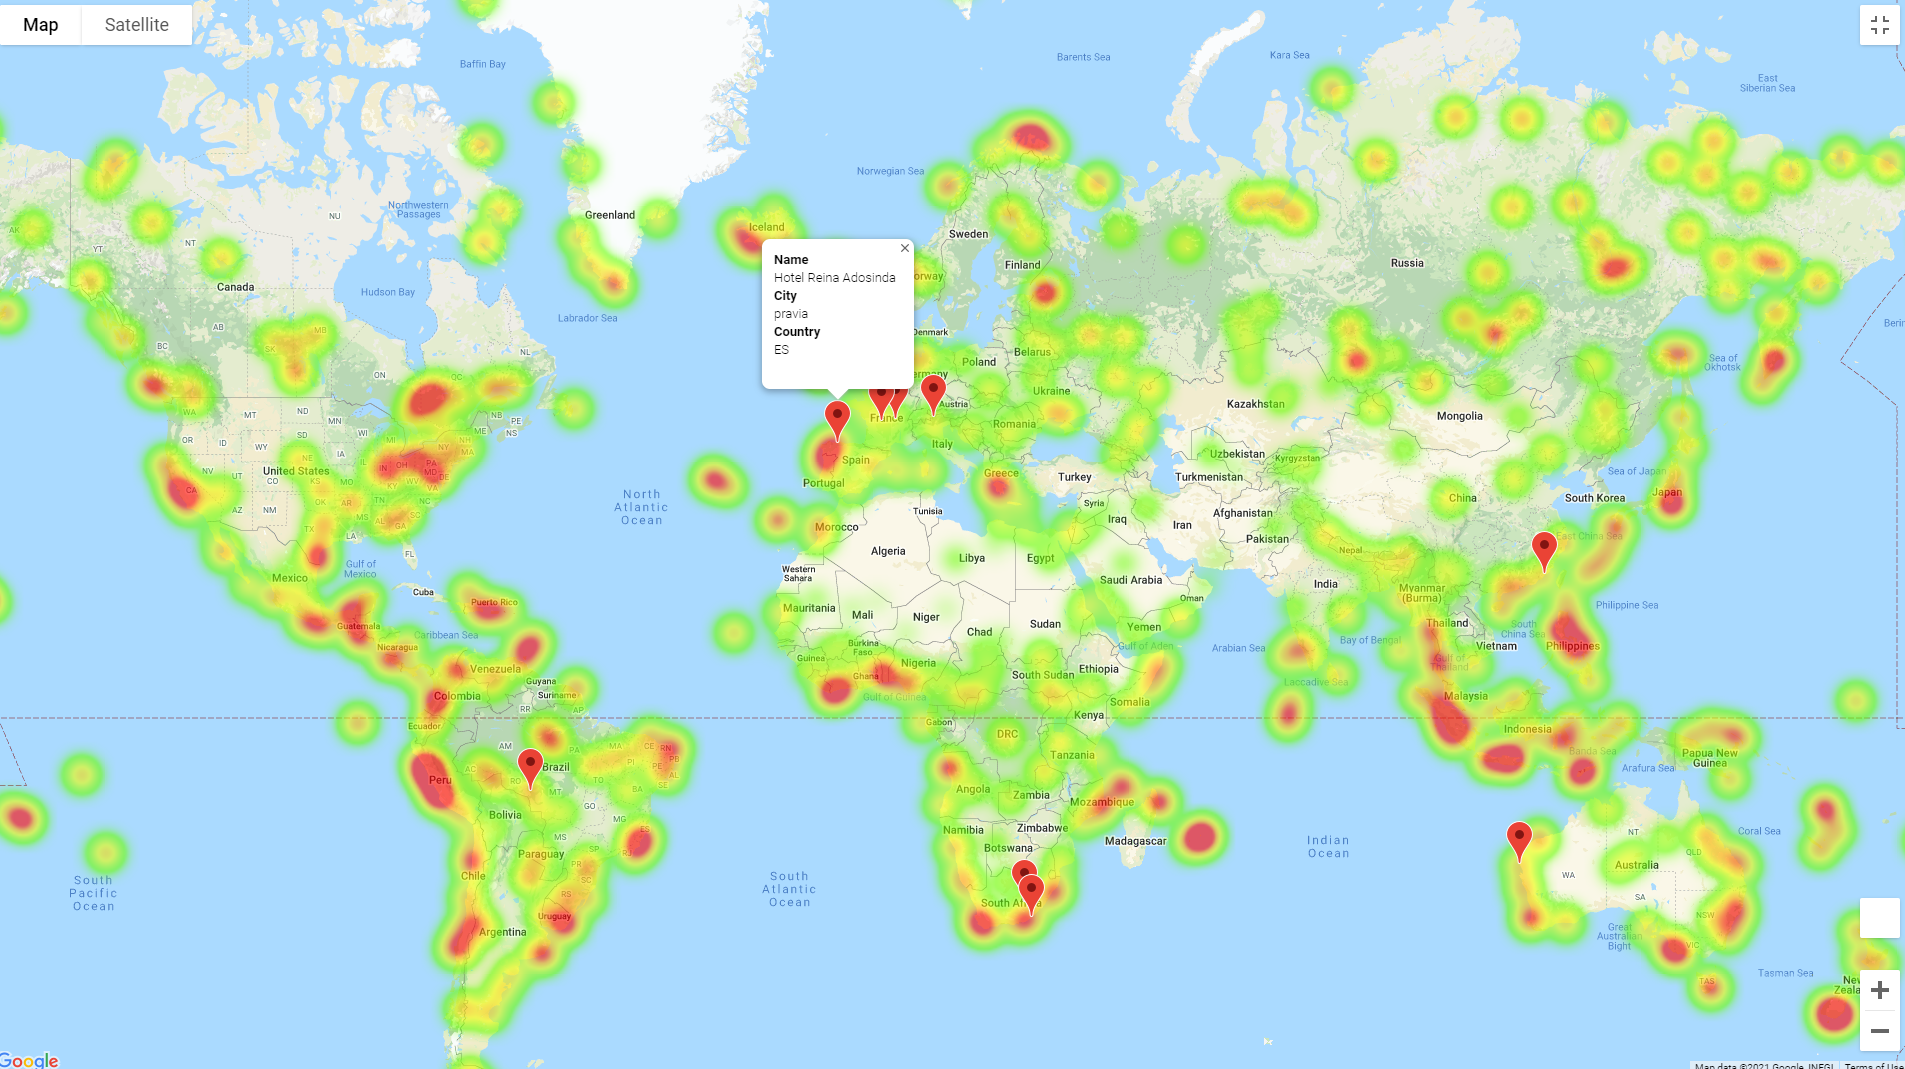 Map
Satellite
Baffin Bay
Barents Sea
Kara Sea
East
Siberian Sea
Norwegian Sea
Northwestern
Passages
NU
Greenland
Iceland
AK
YT
NT
Sweden
Finland
Russia
Canada
Hudson Bay
Labrador Sea
×
Name
Hotel Reina Adosinda
City
pravia
Country
ES
Denmark
Poland
Belarus
Ukraine
Austria
France
Romania
Italy
Spain
Portugal
Greece
Turkey
Kazakhstan
Mongolia
Sea of
Okhotsk
BC
AB
SK
MB
ON
QC
NL
NB
PE
NS
MT
ND
MN
SD
WI
MI
OR
ID
WY
NE
IA
IL
IN
OH
PA
NY
MA
MD
DE
NV
UT
CO
KS
MO
KY
WV
VA
NC
TN
SC
CA
AZ
NM
OK
AR
MS
AL
GA
TX
LA
FL
United States
North
Atlantic
Ocean
Uzbekistan
Kyrgyzstan
Turkmenistan
China
South Korea
Sea of Japan
Japan
Syria
Iraq
Iran
Afghanistan
Pakistan
Nepal
East China Sea
Morocco
Tunisia
Algeria
Libya
Egypt
Western
Sahara
Saudi Arabia
Oman
India
Myanmar
(Burma)
Thailand
Vietnam
Philippine Sea
South
China Sea
Philippines
Gulf of
Thailand
Bay of Bengal
Arabian Sea
Laccadive Sea
Gulf of
Mexico
Mexico
Cuba
Puerto Rico
Guatemala
Caribbean Sea
Nicaragua
Venezuela
Guyana
Suriname
Colombia
Ecuador
Mauritania
Mali
Niger
Chad
Sudan
Yemen
Gulf of Aden
Burkina
Faso
Guinea
Ghana
Nigeria
Gulf of Guinea
South Sudan
Ethiopia
Somalia
Kenya
Gabon
DRC
Tanzania
Malaysia
Indonesia
Banda Sea
Arafura Sea
Papua New
Guinea
RR
AP
AM
PA
MA
CE
RN
PB
PE
AL
PI
TO
BA
AC
RO
MT
GO
MG
ES
MS
SP
RJ
PR
SC
RS
Peru
Brazil
Bolivia
Paraguay
Chile
Uruguay
Argentina
South
Pacific
Ocean
South
Atlantic
Ocean
Angola
Zambia
Mozambique
Namibia
Zimbabwe
Botswana
Madagascar
South Africa
Indian
Ocean
Coral Sea
NT
QLD
Australia
WA
SA
NSW
VIC
TAS
Great
Australian
Bight
Tasman Sea
Google
Map data ©2021 Google, INEGI
Terms of Use